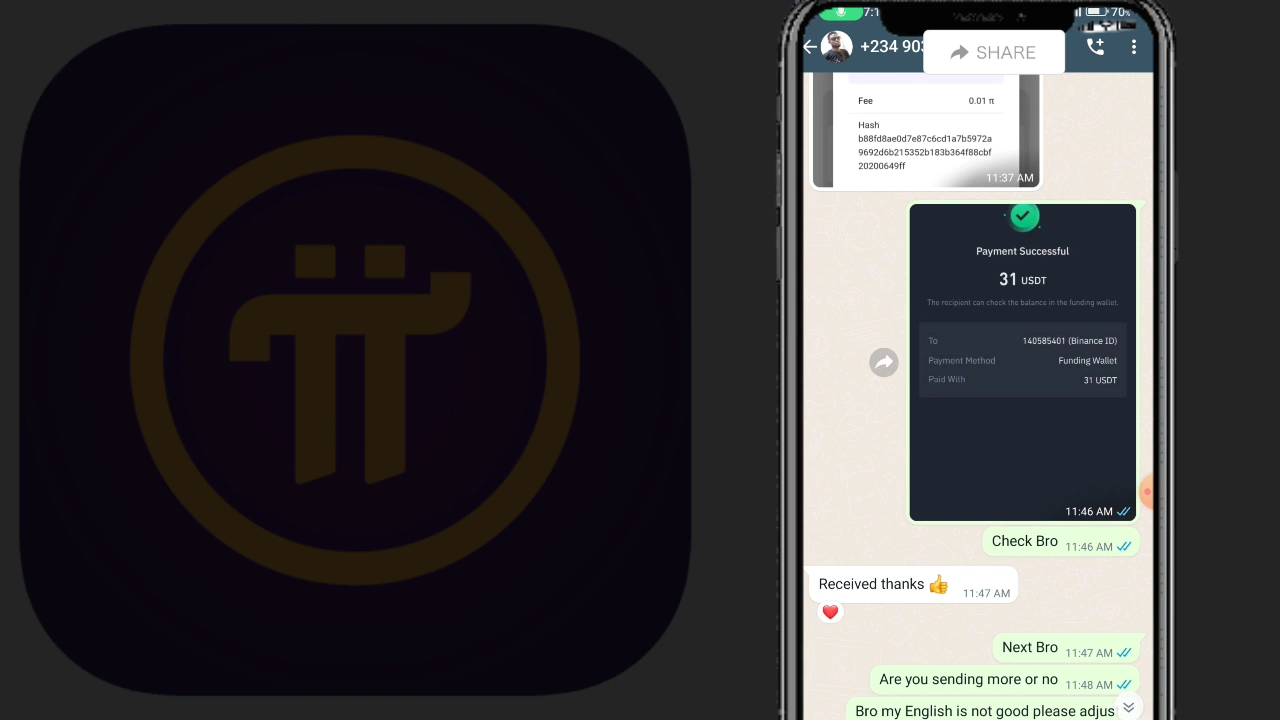 7:1
70%
+234 903
SHARE
Fee 0.01 π
Hash
b88fd8ae0d7e87c6cd1a7b5972a
9692d6b215352b183b364f88cbf
20200649ff
11:37 AM
Payment Successful
31 USDT
The recipient can check the balance in the funding wallet.
To 140585401 (Binance ID)
Payment Method Funding Wallet
Paid With 31 USDT
11:46 AM
Check Bro 11:46 AM
Received thanks 👍 11:47 AM
Next Bro 11:47 AM
Are you sending more or no 11:48 AM
Bro my English is not good please adjus